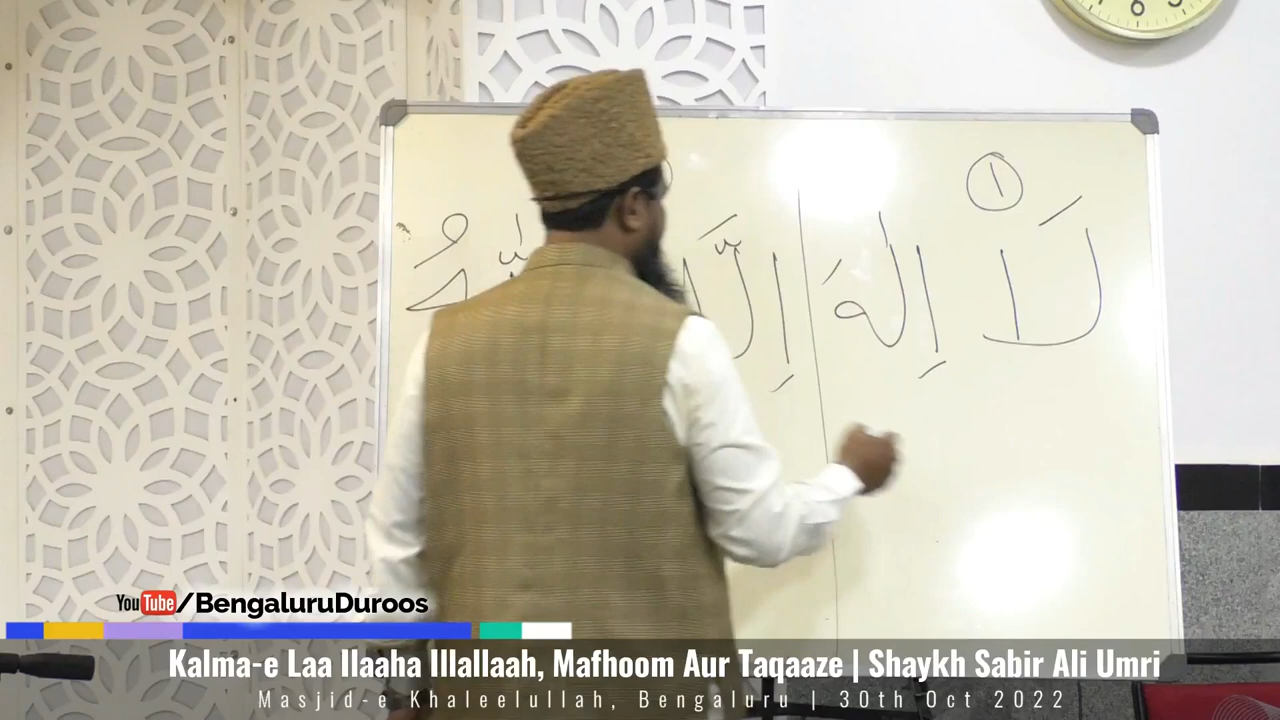 ١
لَا إِلٰهَ إِلَّا
YouTube/BengaluruDuroos
Kalma-e Laa Ilaaha Illallaah, Mafhoom Aur Taqaaze | Shaykh Sabir Ali Umri
Masjid-e Khaleelullah, Bengaluru | 30th Oct 2022